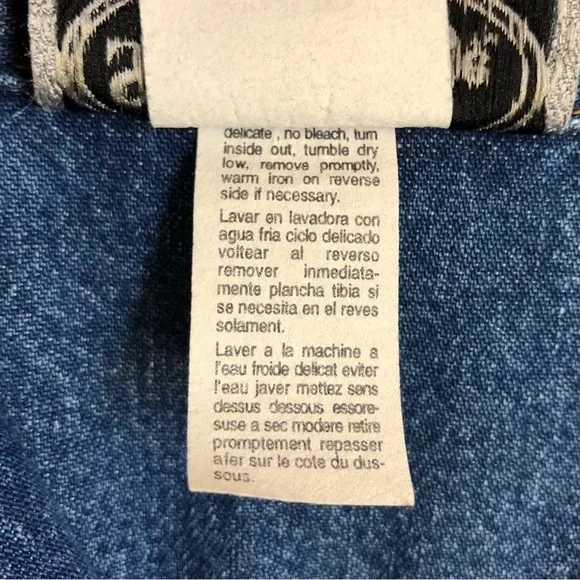 delicate , no bleach, turn
inside out, tumble dry
low, remove promptly,
warm iron on reverse
side if necessary.
Lavar en lavadora con
agua fria ciclo delicado
voltear al reverso
remover inmediata-
mente plancha tibia si
se necesita en el reves
solament.
Laver a la machine a
l'eau froide delicat eviter
l'eau javer mettez sens
dessus dessous essore-
suse a sec modere retire
promptement repasser
afer sur le cote du dus-
sous.